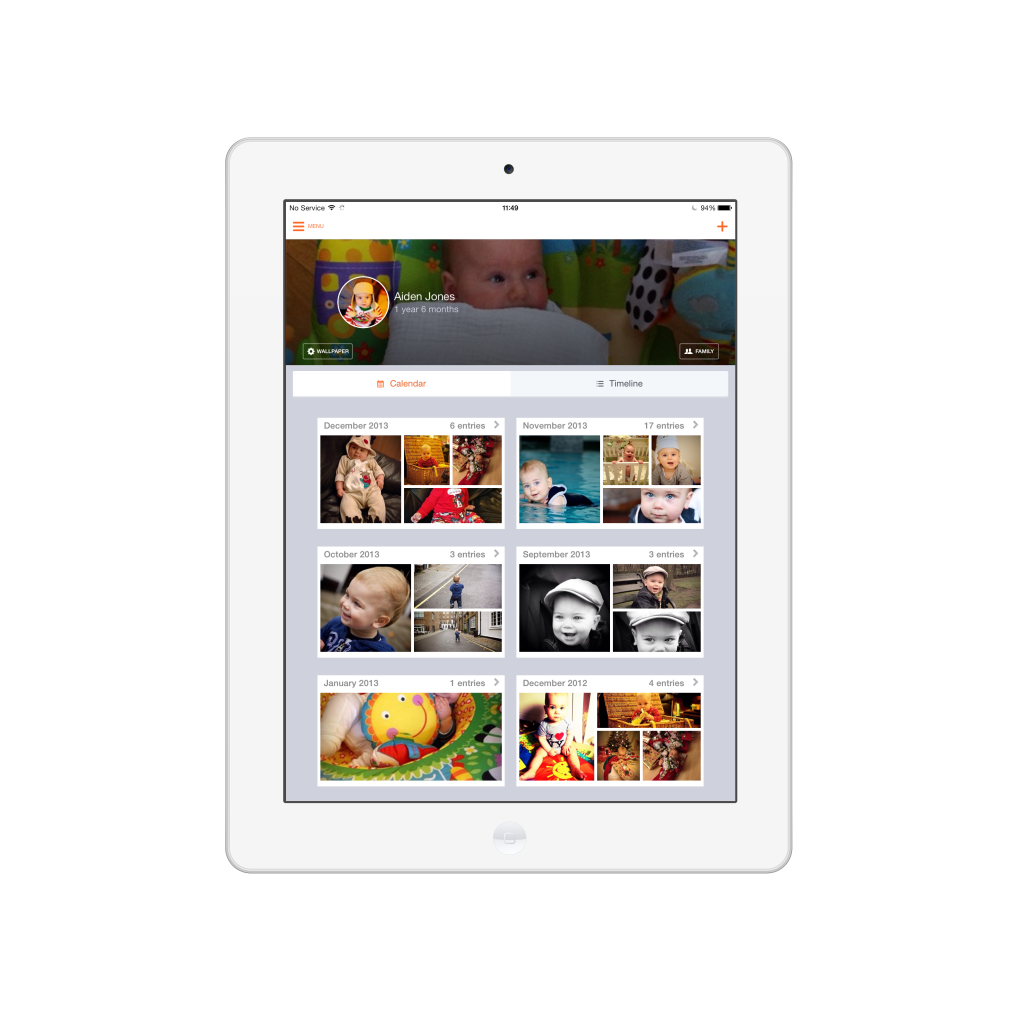 No Service 11:49 94%
MENU
Aiden Jones
1 year 6 months
WALLPAPER FAMILY
Calendar Timeline
December 2013 6 entries November 2013 17 entries
October 2013 3 entries September 2013 3 entries
January 2013 1 entries December 2012 4 entries